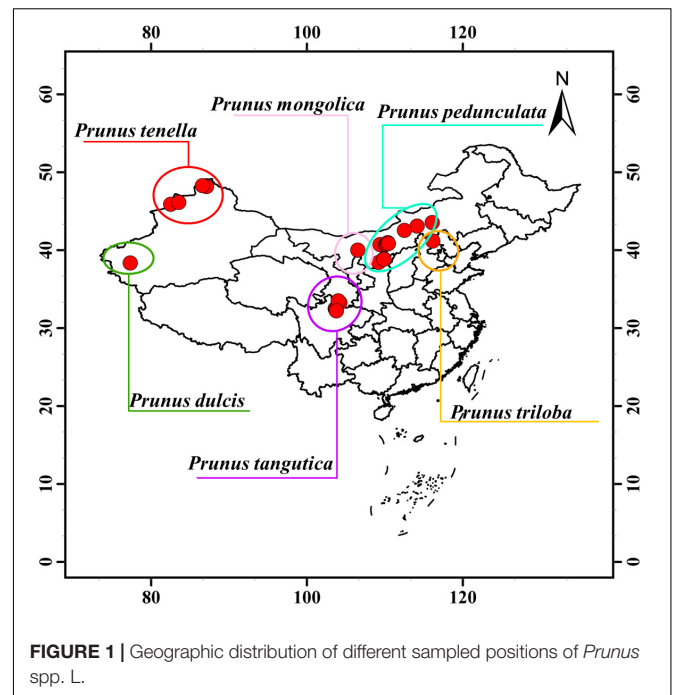 80 100 120
N
Prunus mongolica Prunus pedunculata
Prunus tenella
Prunus dulcis
Prunus triloba
Prunus tangutica
60
50
40
30
20
10
0
60
50
40
30
20
10
0
80 100 120
FIGURE 1 | Geographic distribution of different sampled positions of Prunus
spp. L.